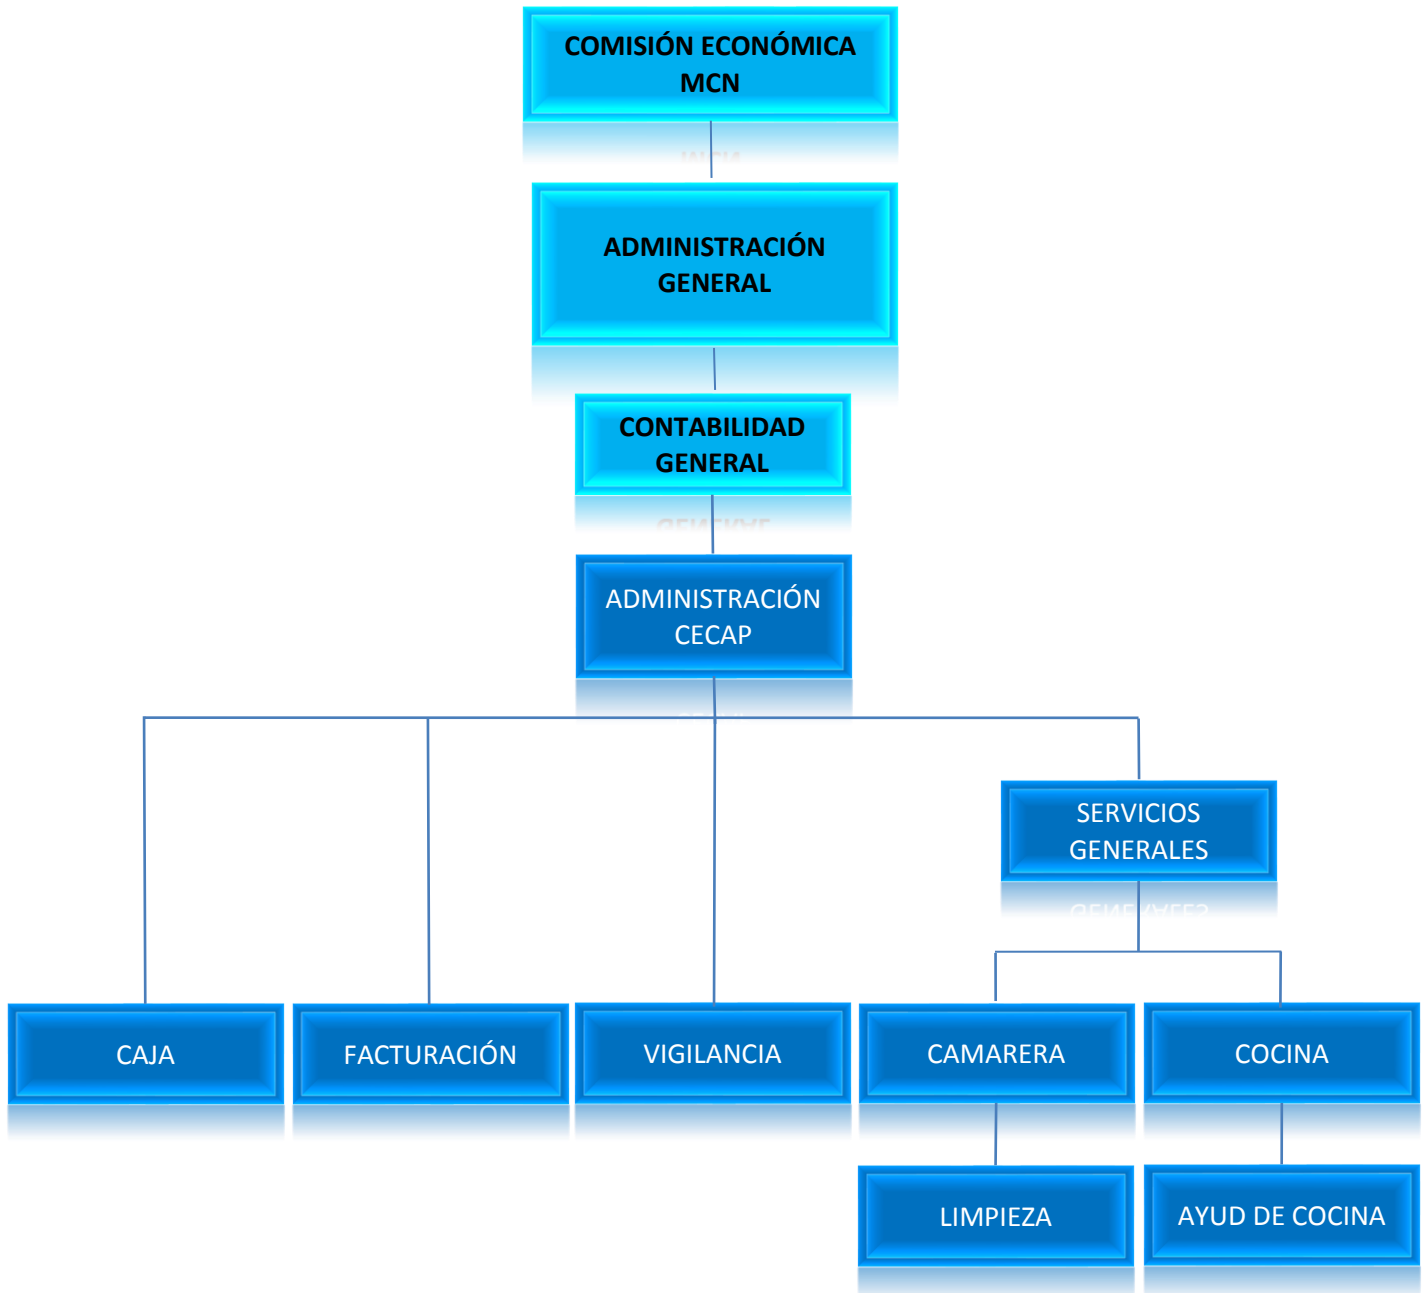 COMISIÓN ECONÓMICA
MCN
ADMINISTRACIÓN
GENERAL
CONTABILIDAD
GENERAL
ADMINISTRACIÓN
CECAP
SERVICIOS
GENERALES
CAJA
FACTURACIÓN
VIGILANCIA
CAMARERA
COCINA
LIMPIEZA
AYUD DE COCINA